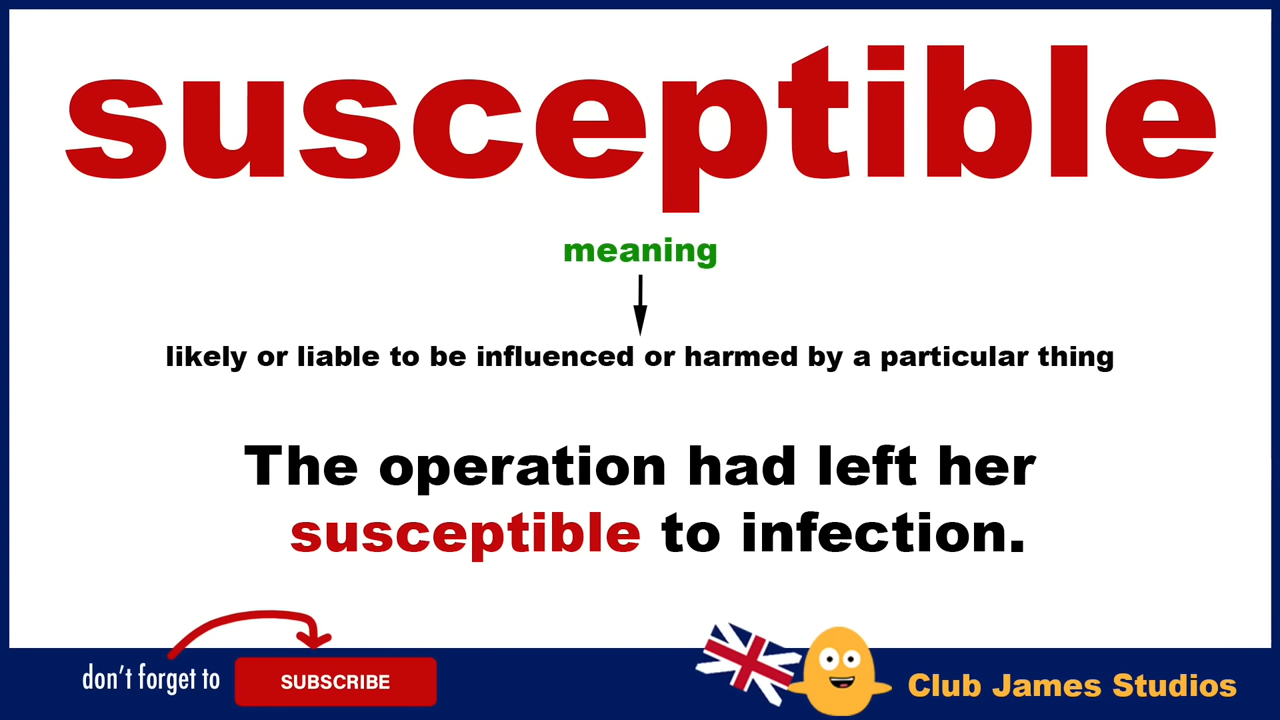 susceptible
meaning
likely or liable to be influenced or harmed by a particular thing
The operation had left her
susceptible to infection.
don't forget to
SUBSCRIBE
Club James Studios